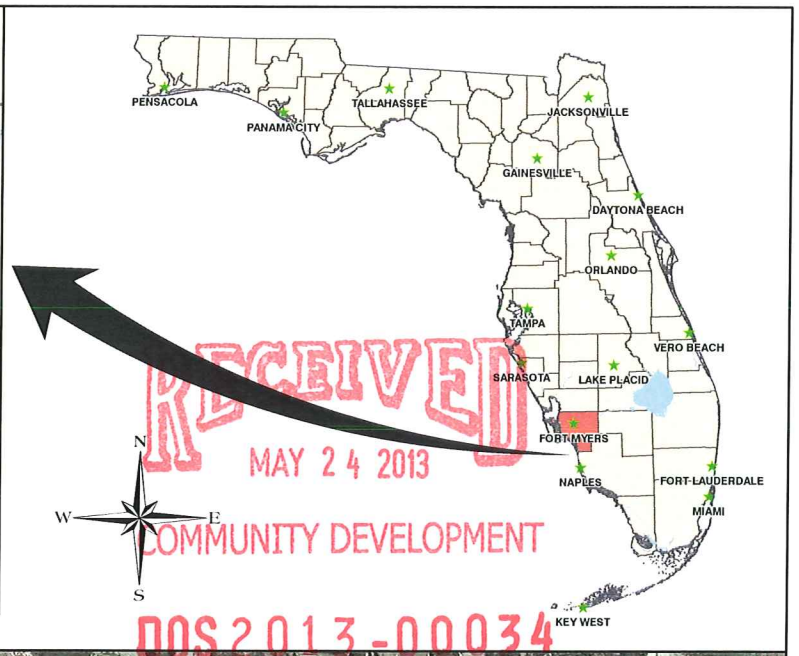 PENSACOLA
PANAMA CITY
TALLAHASSEE
JACKSONVILLE
GAINESVILLE
DAYTONA BEACH
ORLANDO
TAMPA
VERO BEACH
SARASOTA
LAKE PLACID
FORT MYERS
NAPLES
FORT LAUDERDALE
MIAMI
KEY WEST
N
W
E
S
RECEIVED
MAY 24 2013
COMMUNITY DEVELOPMENT
DOS2013-00034